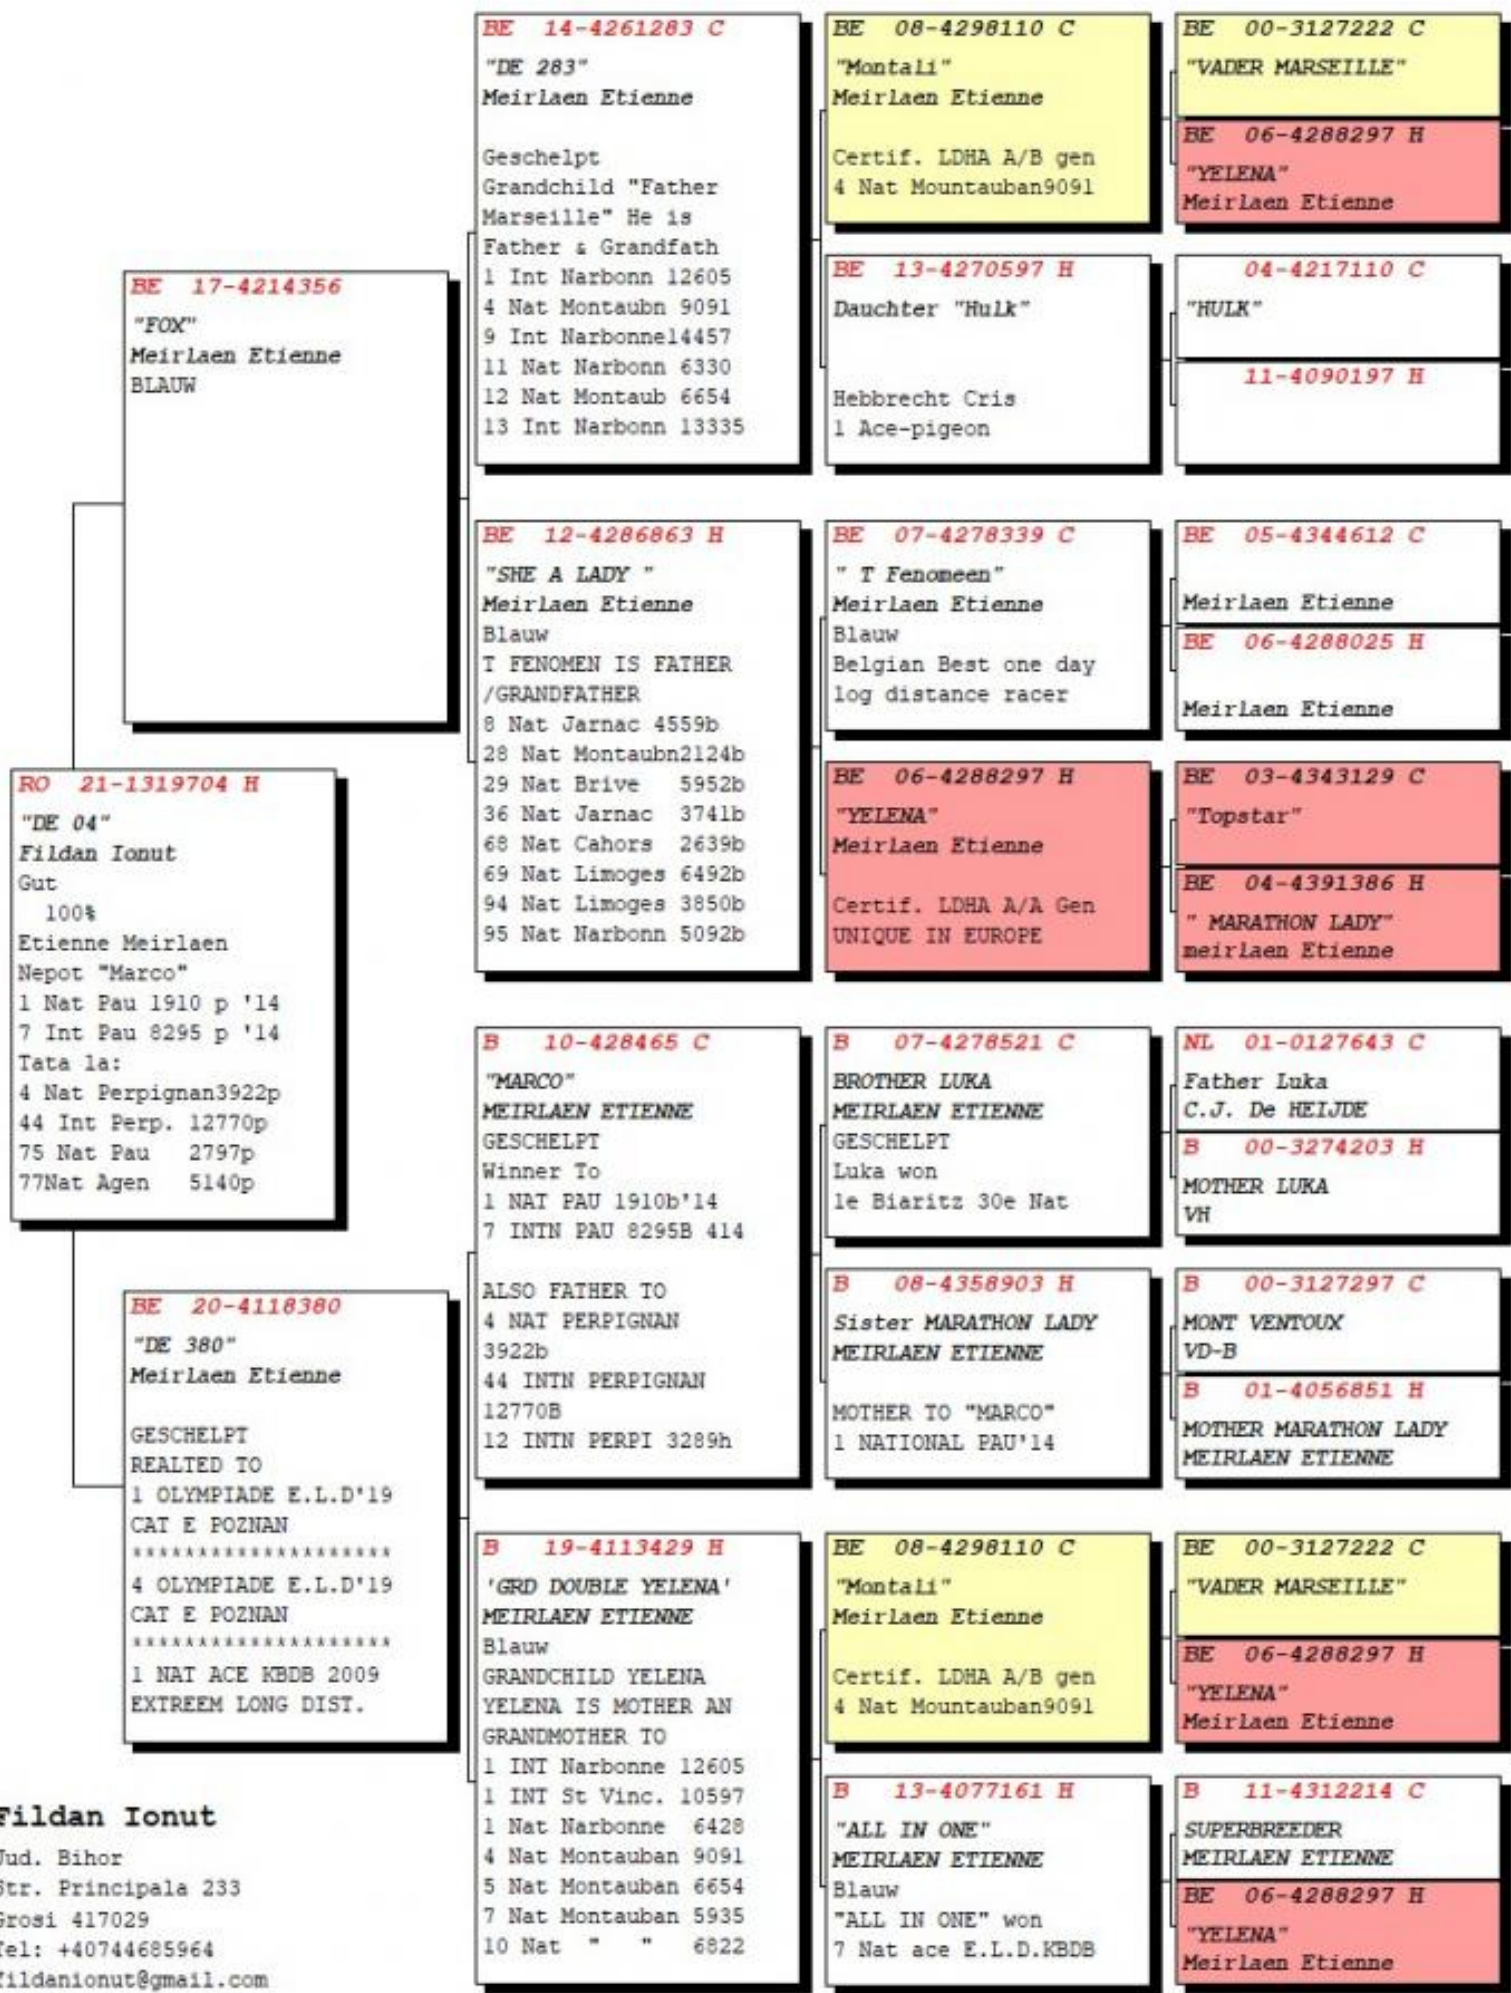 RO 21-1319704 H
"DE 04"
Fildan Ionut
Gut
100%
Etienne Meirlaen
Nepot "Marco"
1 Nat Pau 1910 p '14
7 Int Pau 8295 p '14
Tata la:
4 Nat Perpignan3922p
44 Int Perp. 12770p
75 Nat Pau 2797p
77Nat Agen 5140p
BE 17-4214356
"FOX"
Meirlaen Etienne
BLAUW
BE 20-4118380
"DE 380"
Meirlaen Etienne
GESCHELPT
REALTED TO
1 OLYMPIADE E.L.D'19
CAT E POZNAN
********************
4 OLYMPIADE E.L.D'19
CAT E POZNAN
********************
1 NAT ACE KBDB 2009
EXTREEM LONG DIST.
BE 14-4261283 C
"DE 283"
Meirlaen Etienne
Geschelpt
Grandchild "Father
Marseille" He is
Father & Grandfath
1 Int Narbonn 12605
4 Nat Montaubn 9091
9 Int Narbonne14457
11 Nat Narbonn 6330
12 Nat Montaub 6654
13 Int Narbonn 13335
BE 12-4286863 H
"SHE A LADY "
Meirlaen Etienne
Blauw
T FENOMEN IS FATHER
/GRANDFATHER
8 Nat Jarnac 4559b
28 Nat Montaubn2124b
29 Nat Brive 5952b
36 Nat Jarnac 3741b
68 Nat Cahors 2639b
69 Nat Limoges 6492b
94 Nat Limoges 3850b
95 Nat Narbonn 5092b
B 10-428465 C
"MARCO"
MEIRLAEN ETIENNE
GESCHELPT
Winner To
1 NAT PAU 1910b'14
7 INTN PAU 8295B 414
ALSO FATHER TO
4 NAT PERPIGNAN
3922b
44 INTN PERPIGNAN
12770B
12 INTN PERPI 3289h
B 19-4113429 H
'GRD DOUBLE YELENA'
MEIRLAEN ETIENNE
Blauw
GRANDCHILD YELENA
YELENA IS MOTHER AN
GRANDMOTHER TO
1 INT Narbonne 12605
1 INT St Vinc. 10597
1 Nat Narbonne 6428
4 Nat Montauban 9091
5 Nat Montauban 6654
7 Nat Montauban 5935
10 Nat " " 6822
BE 08-4298110 C
"Montali"
Meirlaen Etienne
Certif. LDHA A/B gen
4 Nat Mountauban9091
BE 13-4270597 H
Dauchter "Hulk"
Hebbrecht Cris
1 Ace-pigeon
BE 07-4278339 C
" T Fenomeen"
Meirlaen Etienne
Blauw
Belgian Best one day
log distance racer
BE 06-4288297 H
"YELENA"
Meirlaen Etienne
Certif. LDHA A/A Gen
UNIQUE IN EUROPE
B 07-4278521 C
BROTHER LUKA
MEIRLAEN ETIENNE
GESCHELPT
Luka won
1e Biaritz 30e Nat
B 08-4358903 H
Sister MARATHON LADY
MEIRLAEN ETIENNE
MOTHER TO "MARCO"
1 NATIONAL PAU'14
BE 08-4298110 C
"Montali"
Meirlaen Etienne
Certif. LDHA A/B gen
4 Nat Mountauban9091
B 13-4077161 H
"ALL IN ONE"
MEIRLAEN ETIENNE
Blauw
"ALL IN ONE" won
7 Nat ace E.L.D.KBDB
BE 00-3127222 C
"VADER MARSEILLE"
BE 06-4288297 H
"YELENA"
Meirlaen Etienne
04-4217110 C
"HULK"
11-4090197 H
BE 05-4344612 C
Meirlaen Etienne
BE 06-4288025 H
Meirlaen Etienne
BE 03-4343129 C
"Topstar"
BE 04-4391386 H
" MARATHON LADY"
meirlaen Etienne
NL 01-0127643 C
Father Luka
C.J. De HEIJDE
B 00-3274203 H
MOTHER LUKA
VH
B 00-3127297 C
MONT VENTOUX
VD-B
B 01-4056851 H
MOTHER MARATHON LADY
MEIRLAEN ETIENNE
BE 00-3127222 C
"VADER MARSEILLE"
BE 06-4288297 H
"YELENA"
Meirlaen Etienne
B 11-4312214 C
SUPERBREEDER
MEIRLAEN ETIENNE
BE 06-4288297 H
"YELENA"
Meirlaen Etienne
Fildan Ionut
Jud. Bihor
Str. Principala 233
Grosi 417029
Tel: +40744685964
fildanionut@gmail.com